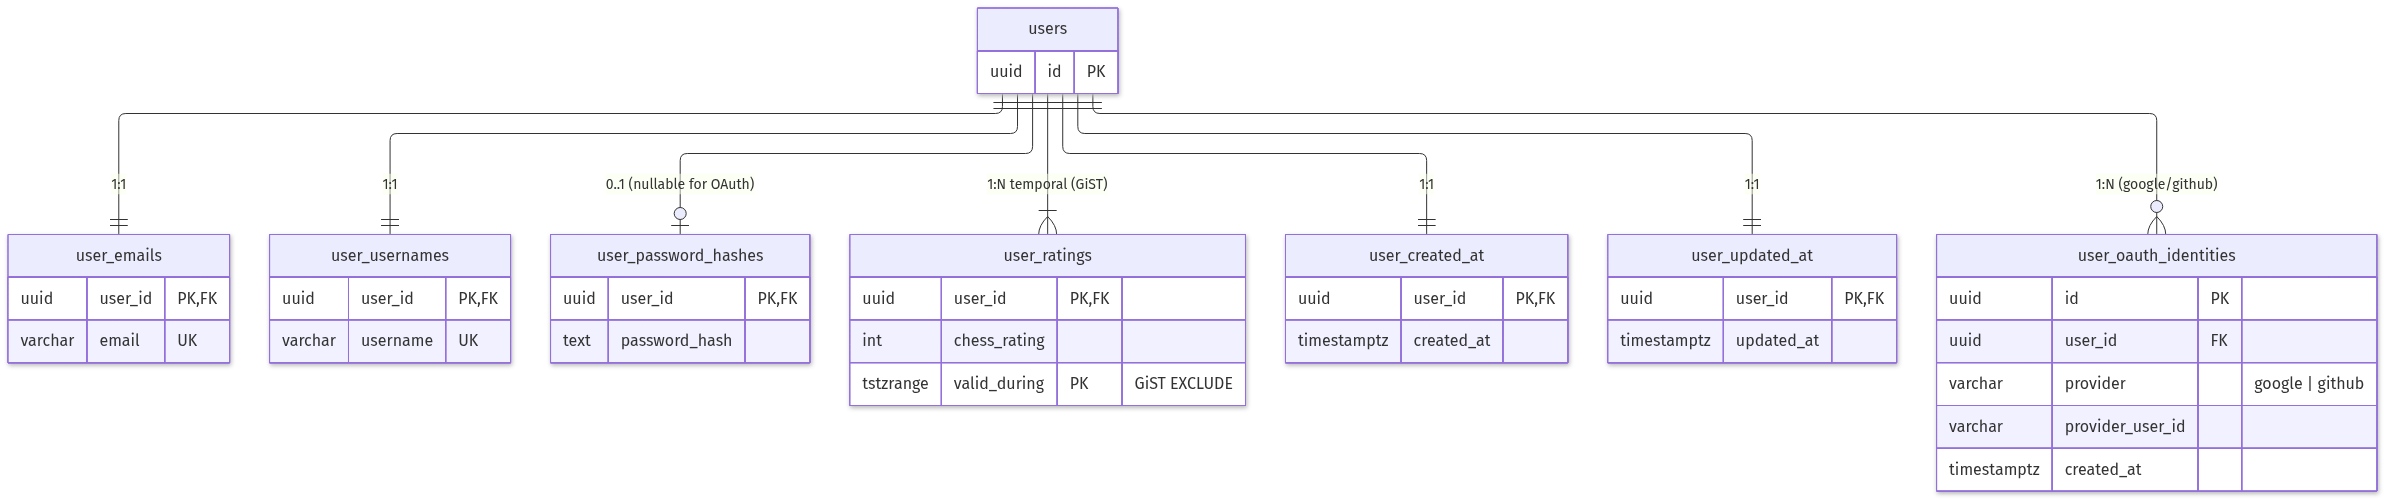 users
uuid id PK
1:1
1:1
0..1 (nullable for OAuth)
1:N temporal (GiST)
1:1
1:1
1:N (google/github)
user_emails
uuid user_id PK,FK
varchar email UK
user_usernames
uuid user_id PK,FK
varchar username UK
user_password_hashes
uuid user_id PK,FK
text password_hash
user_ratings
uuid user_id PK,FK
int chess_rating
tstzrange valid_during PK GiST EXCLUDE
user_created_at
uuid user_id PK,FK
timestamptz created_at
user_updated_at
uuid user_id PK,FK
timestamptz updated_at
user_oauth_identities
uuid id PK
uuid user_id FK
varchar provider google | github
varchar provider_user_id
timestamptz created_at